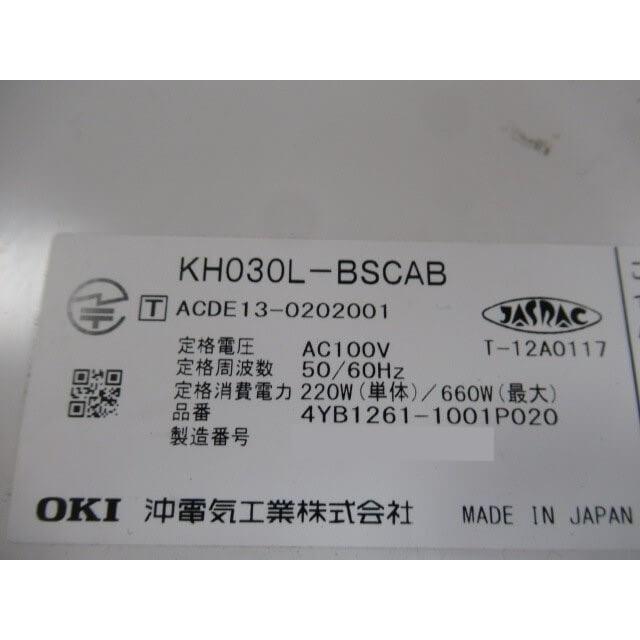 KH030L-BSCAB
T ACDE13-0202001
JASRAC
T-12A0117
定格電圧 AC100V
定格周波数 50/60Hz
定格消費電力 220W(単体)/660W(最大)
品番 4YB1261-1001P020
製造番号
OKI 沖電気工業株式会社 MADE IN JAPAN